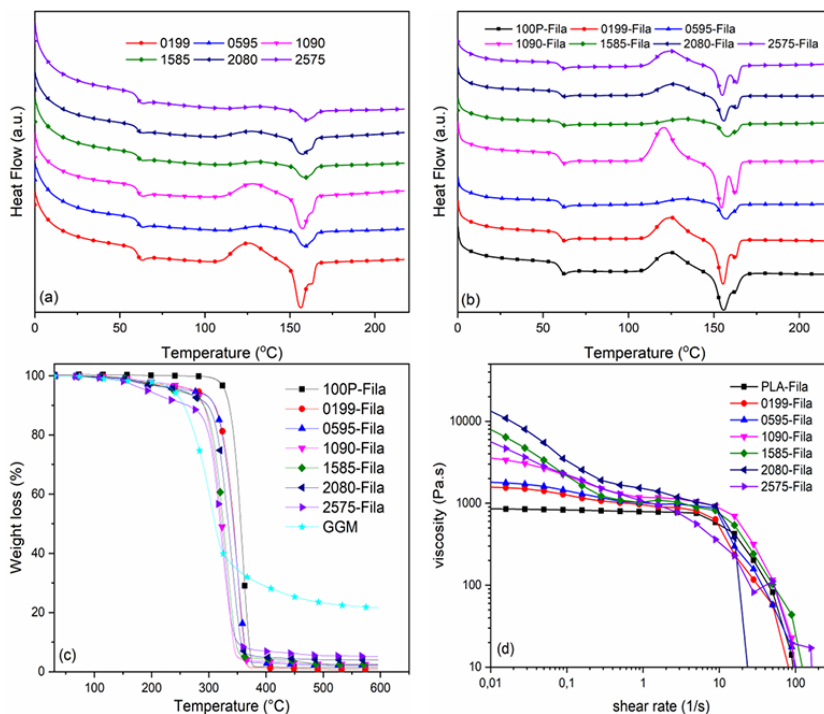 0199 0595 1090
1585 2080 2575
Heat Flow (a.u.)
(a)
0 50 100 150 200
Temperature (°C)
100P-Fila 0199-Fila 0595-Fila
1090-Fila 1585-Fila 2080-Fila 2575-Fila
Heat Flow (a.u.)
(b)
0 50 100 150 200
Temperature (°C)
100
80
60
40
20
0
Weight loss (%)
100P-Fila
0199-Fila
0595-Fila
1090-Fila
1585-Fila
2080-Fila
2575-Fila
GGM
(c)
100 200 300 400 500 600
Temperature (°C)
10000
1000
100
10
viscosity (Pa.s)
PLA-Fila
0199-Fila
0595-Fila
1090-Fila
1585-Fila
2080-Fila
2575-Fila
(d)
0,01 0,1 1 10 100
shear rate (1/s)